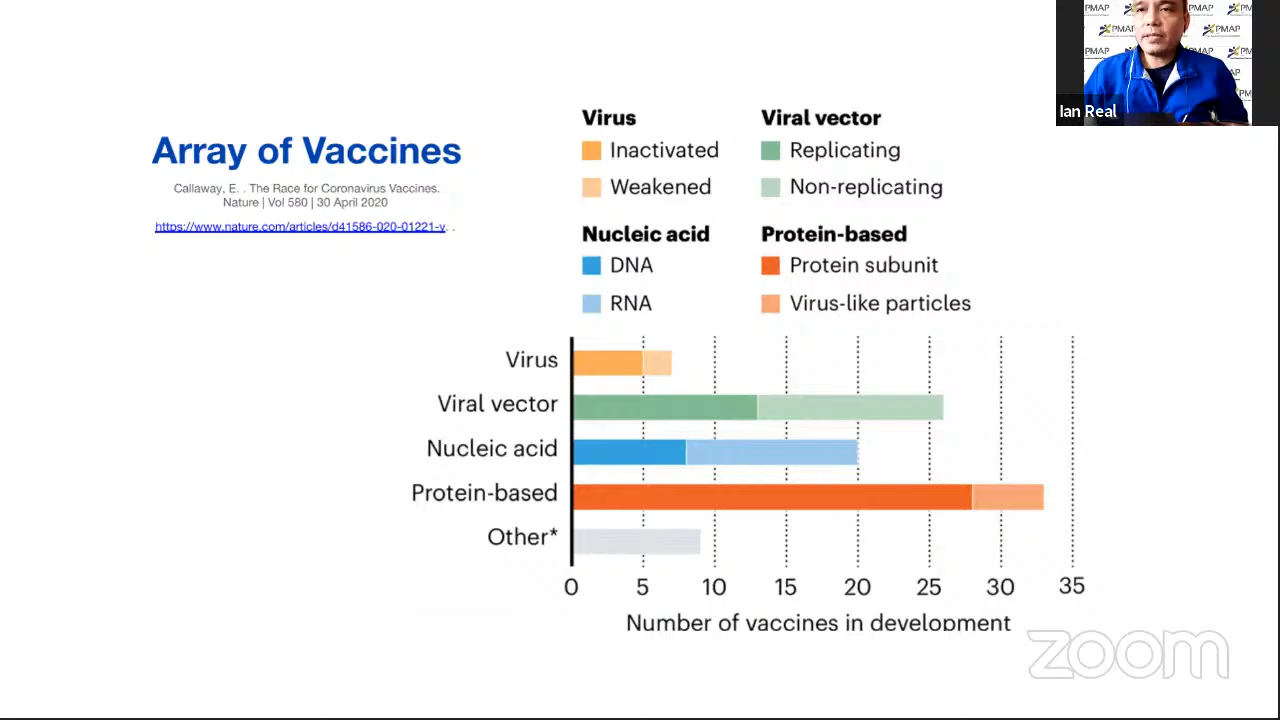 PMAP
PMAP
PMAP
PMAP
Ian Real
Array of Vaccines
Callaway, E. . The Race for Coronavirus Vaccines.
Nature | Vol 580 | 30 April 2020
https://www.nature.com/articles/d41586-020-01221-y. .
Virus
Inactivated
Weakened
Viral vector
Replicating
Non-replicating
Nucleic acid
DNA
RNA
Protein-based
Protein subunit
Virus-like particles
Virus
Viral vector
Nucleic acid
Protein-based
Other*
0 5 10 15 20 25 30 35
Number of vaccines in development
zoom